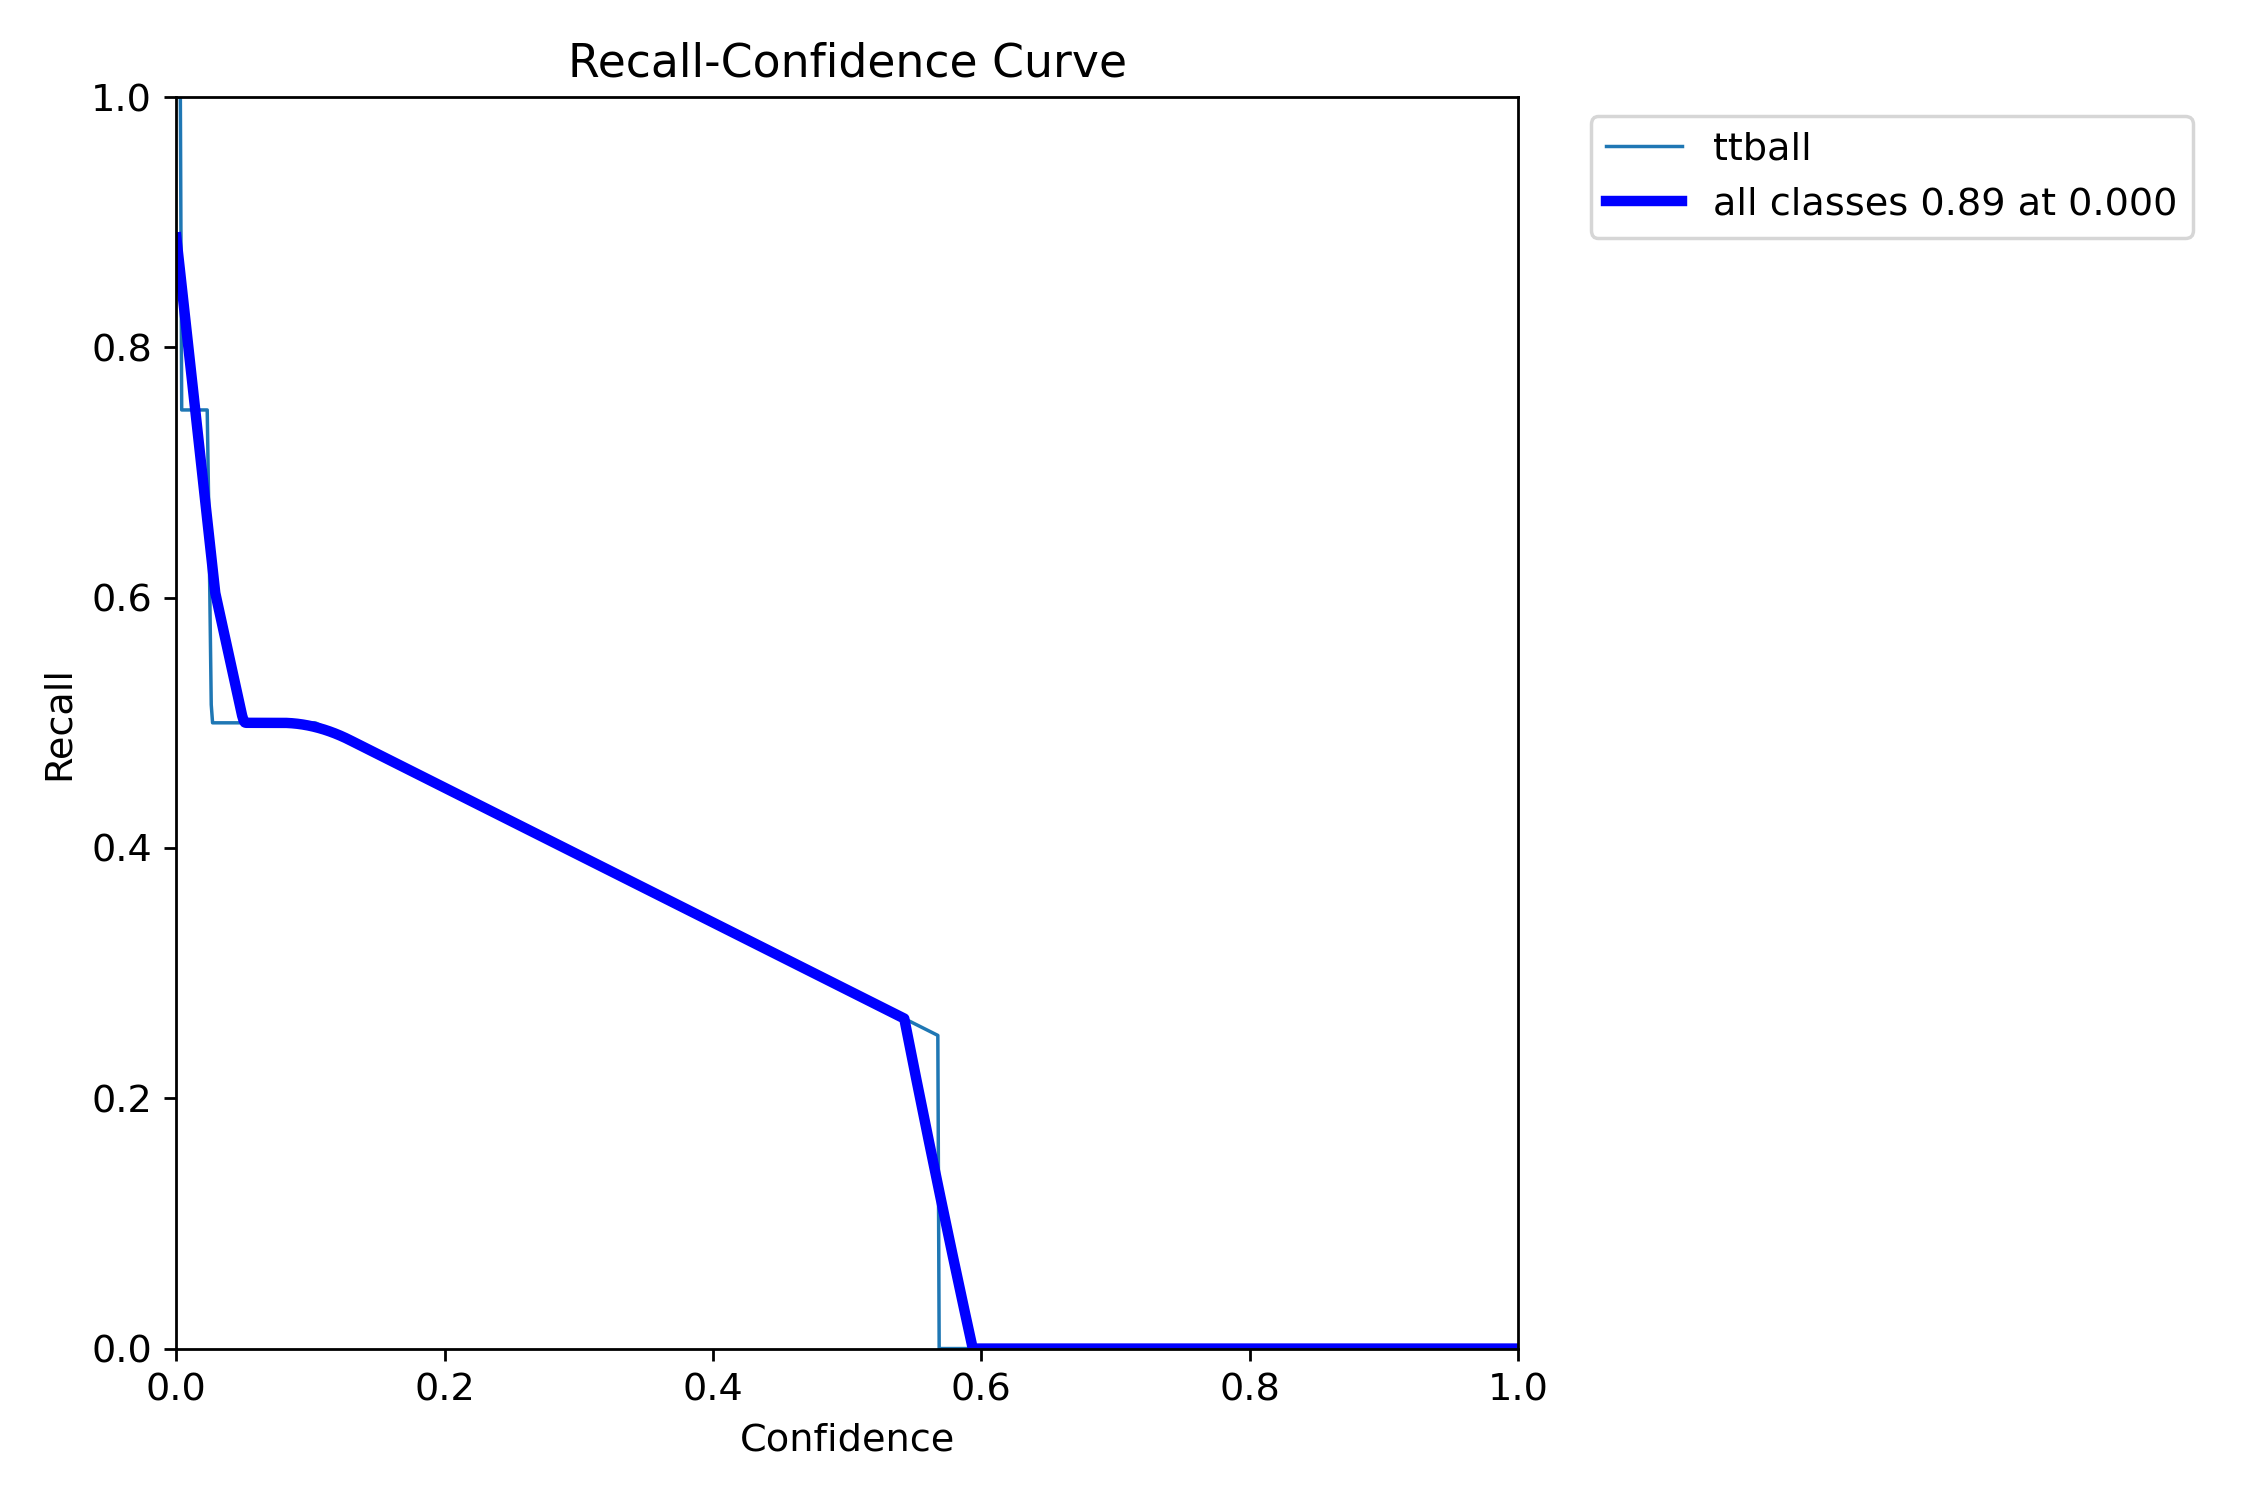 Recall-Confidence Curve
ttball
all classes 0.89 at 0.000
Recall
1.0
0.8
0.6
0.4
0.2
0.0
0.0 0.2 0.4 0.6 0.8 1.0
Confidence